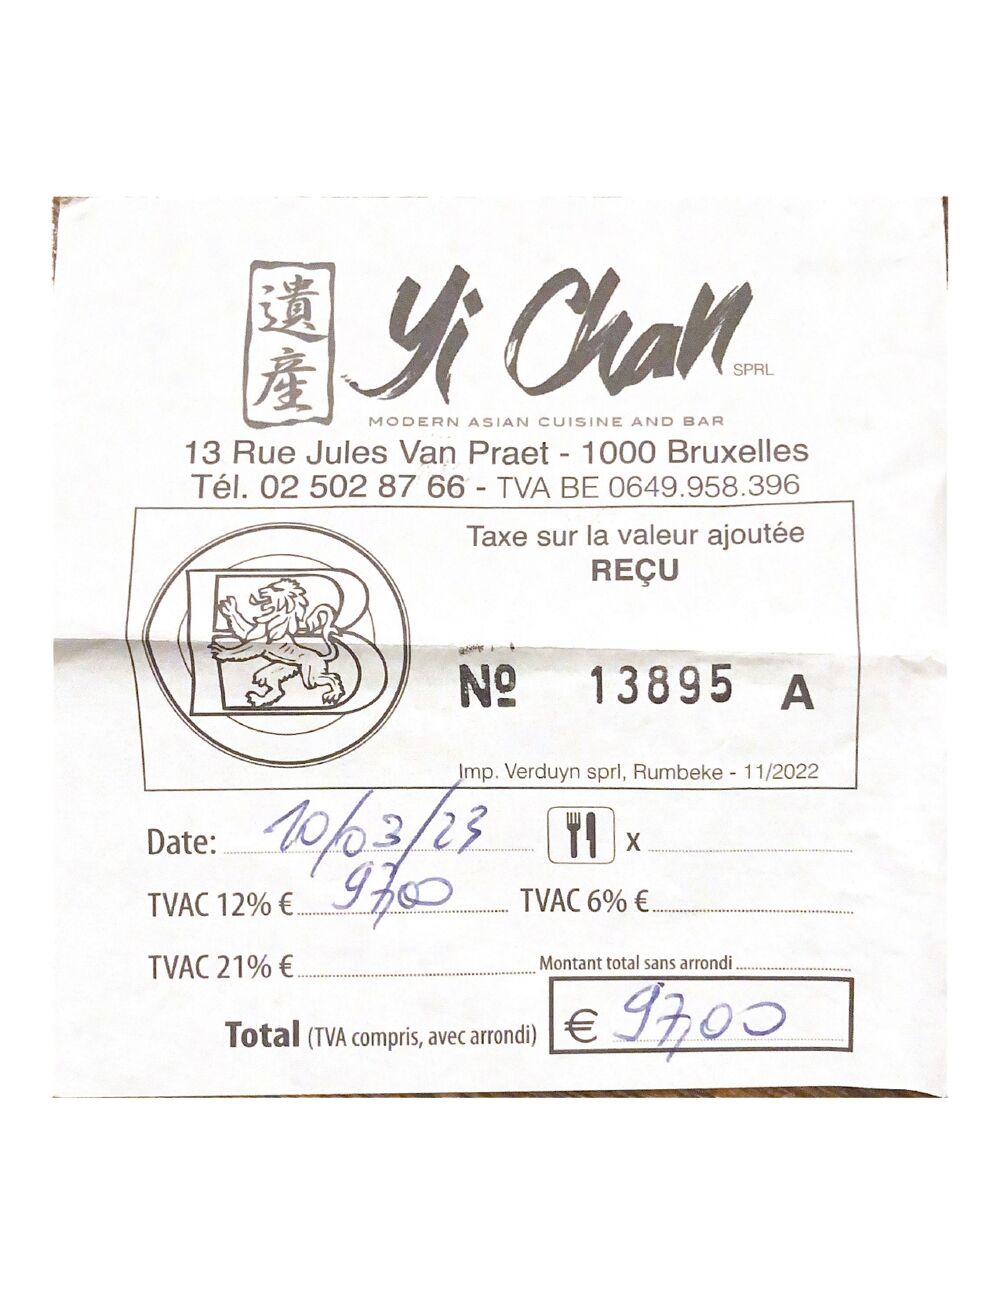 遺產
Yi Chan SPRL
MODERN ASIAN CUISINE AND BAR
13 Rue Jules Van Praet - 1000 Bruxelles
Tél. 02 502 87 66 - TVA BE 0649.958.396
Taxe sur la valeur ajoutée
REÇU
B
Nº 13895 A
Imp. Verduyn sprl, Rumbeke - 11/2022
Date: 10/03/23 x
TVAC 12% € 97,00 TVAC 6% €
TVAC 21% € Montant total sans arrondi
Total (TVA compris, avec arrondi) € 97,00